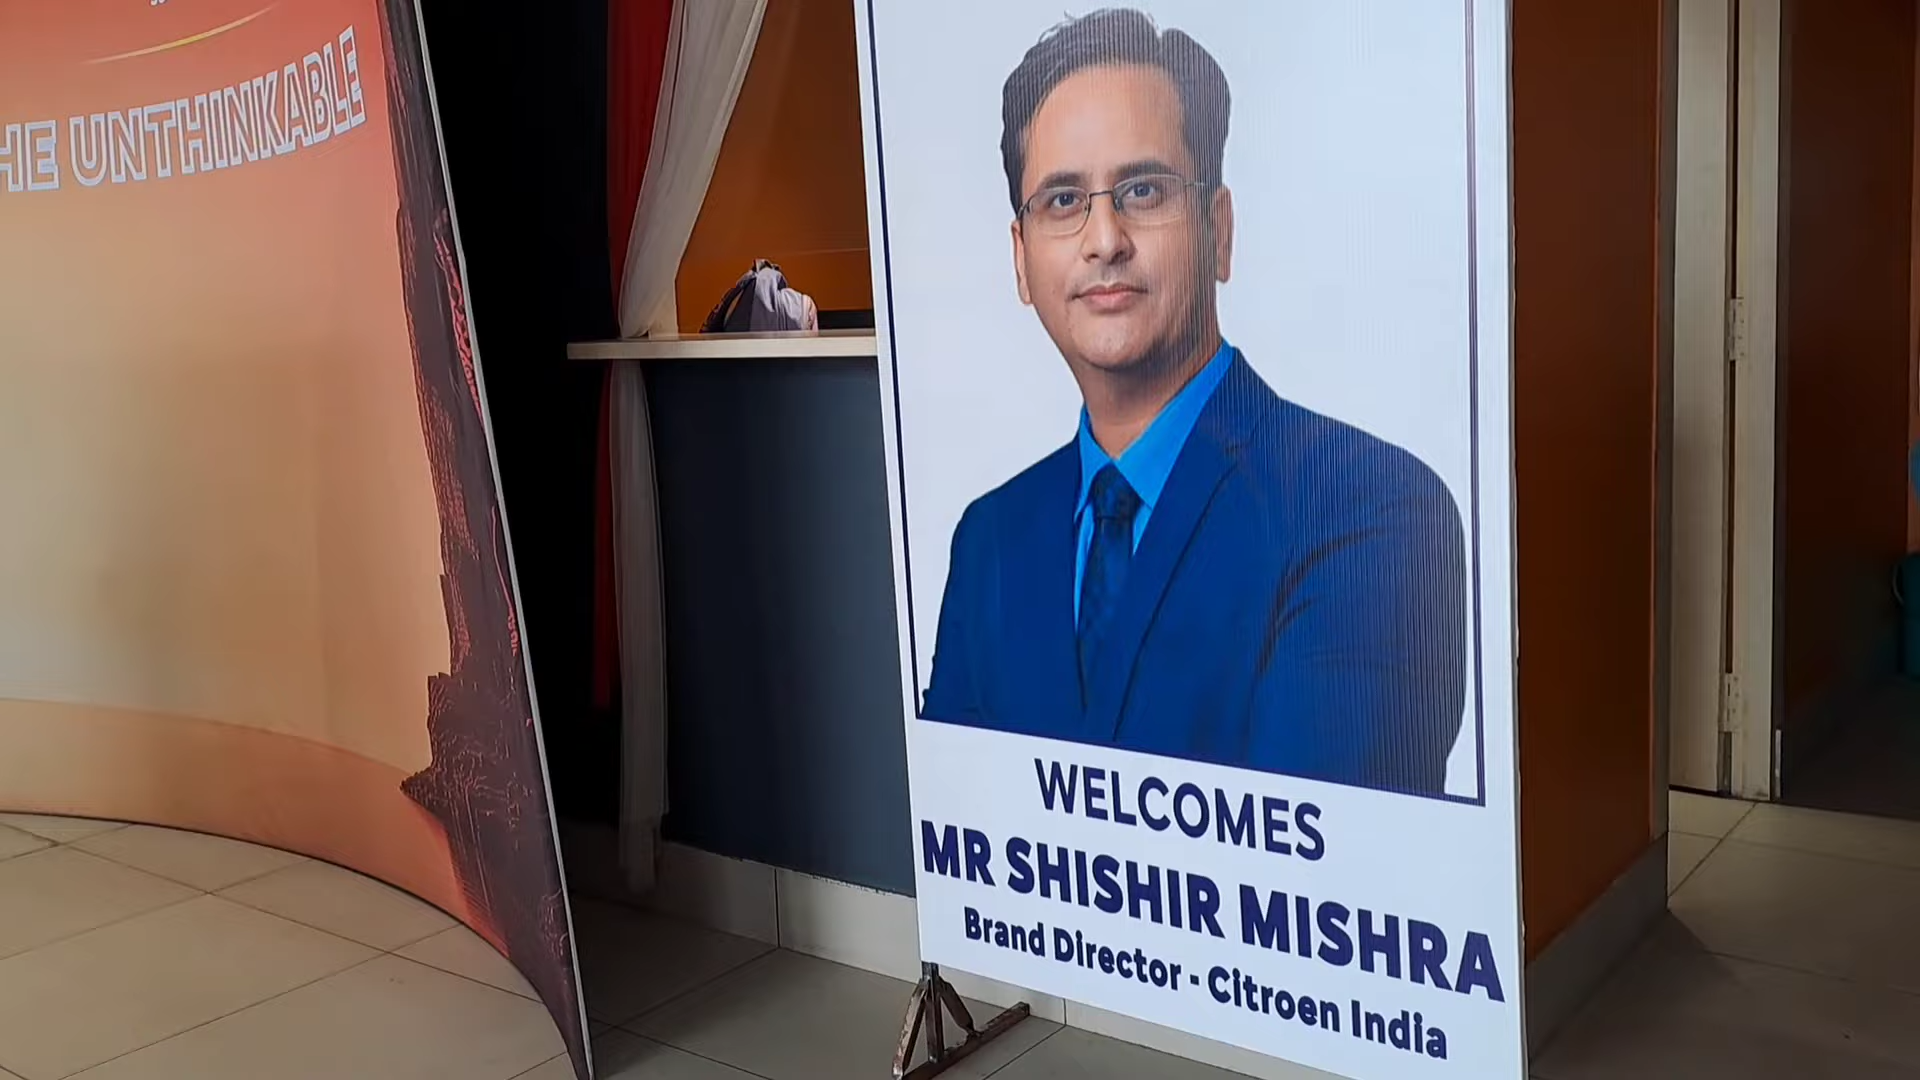 HE UNTHINKABLE
WELCOMES
MR SHISHIR MISHRA
Brand Director - Citroen India